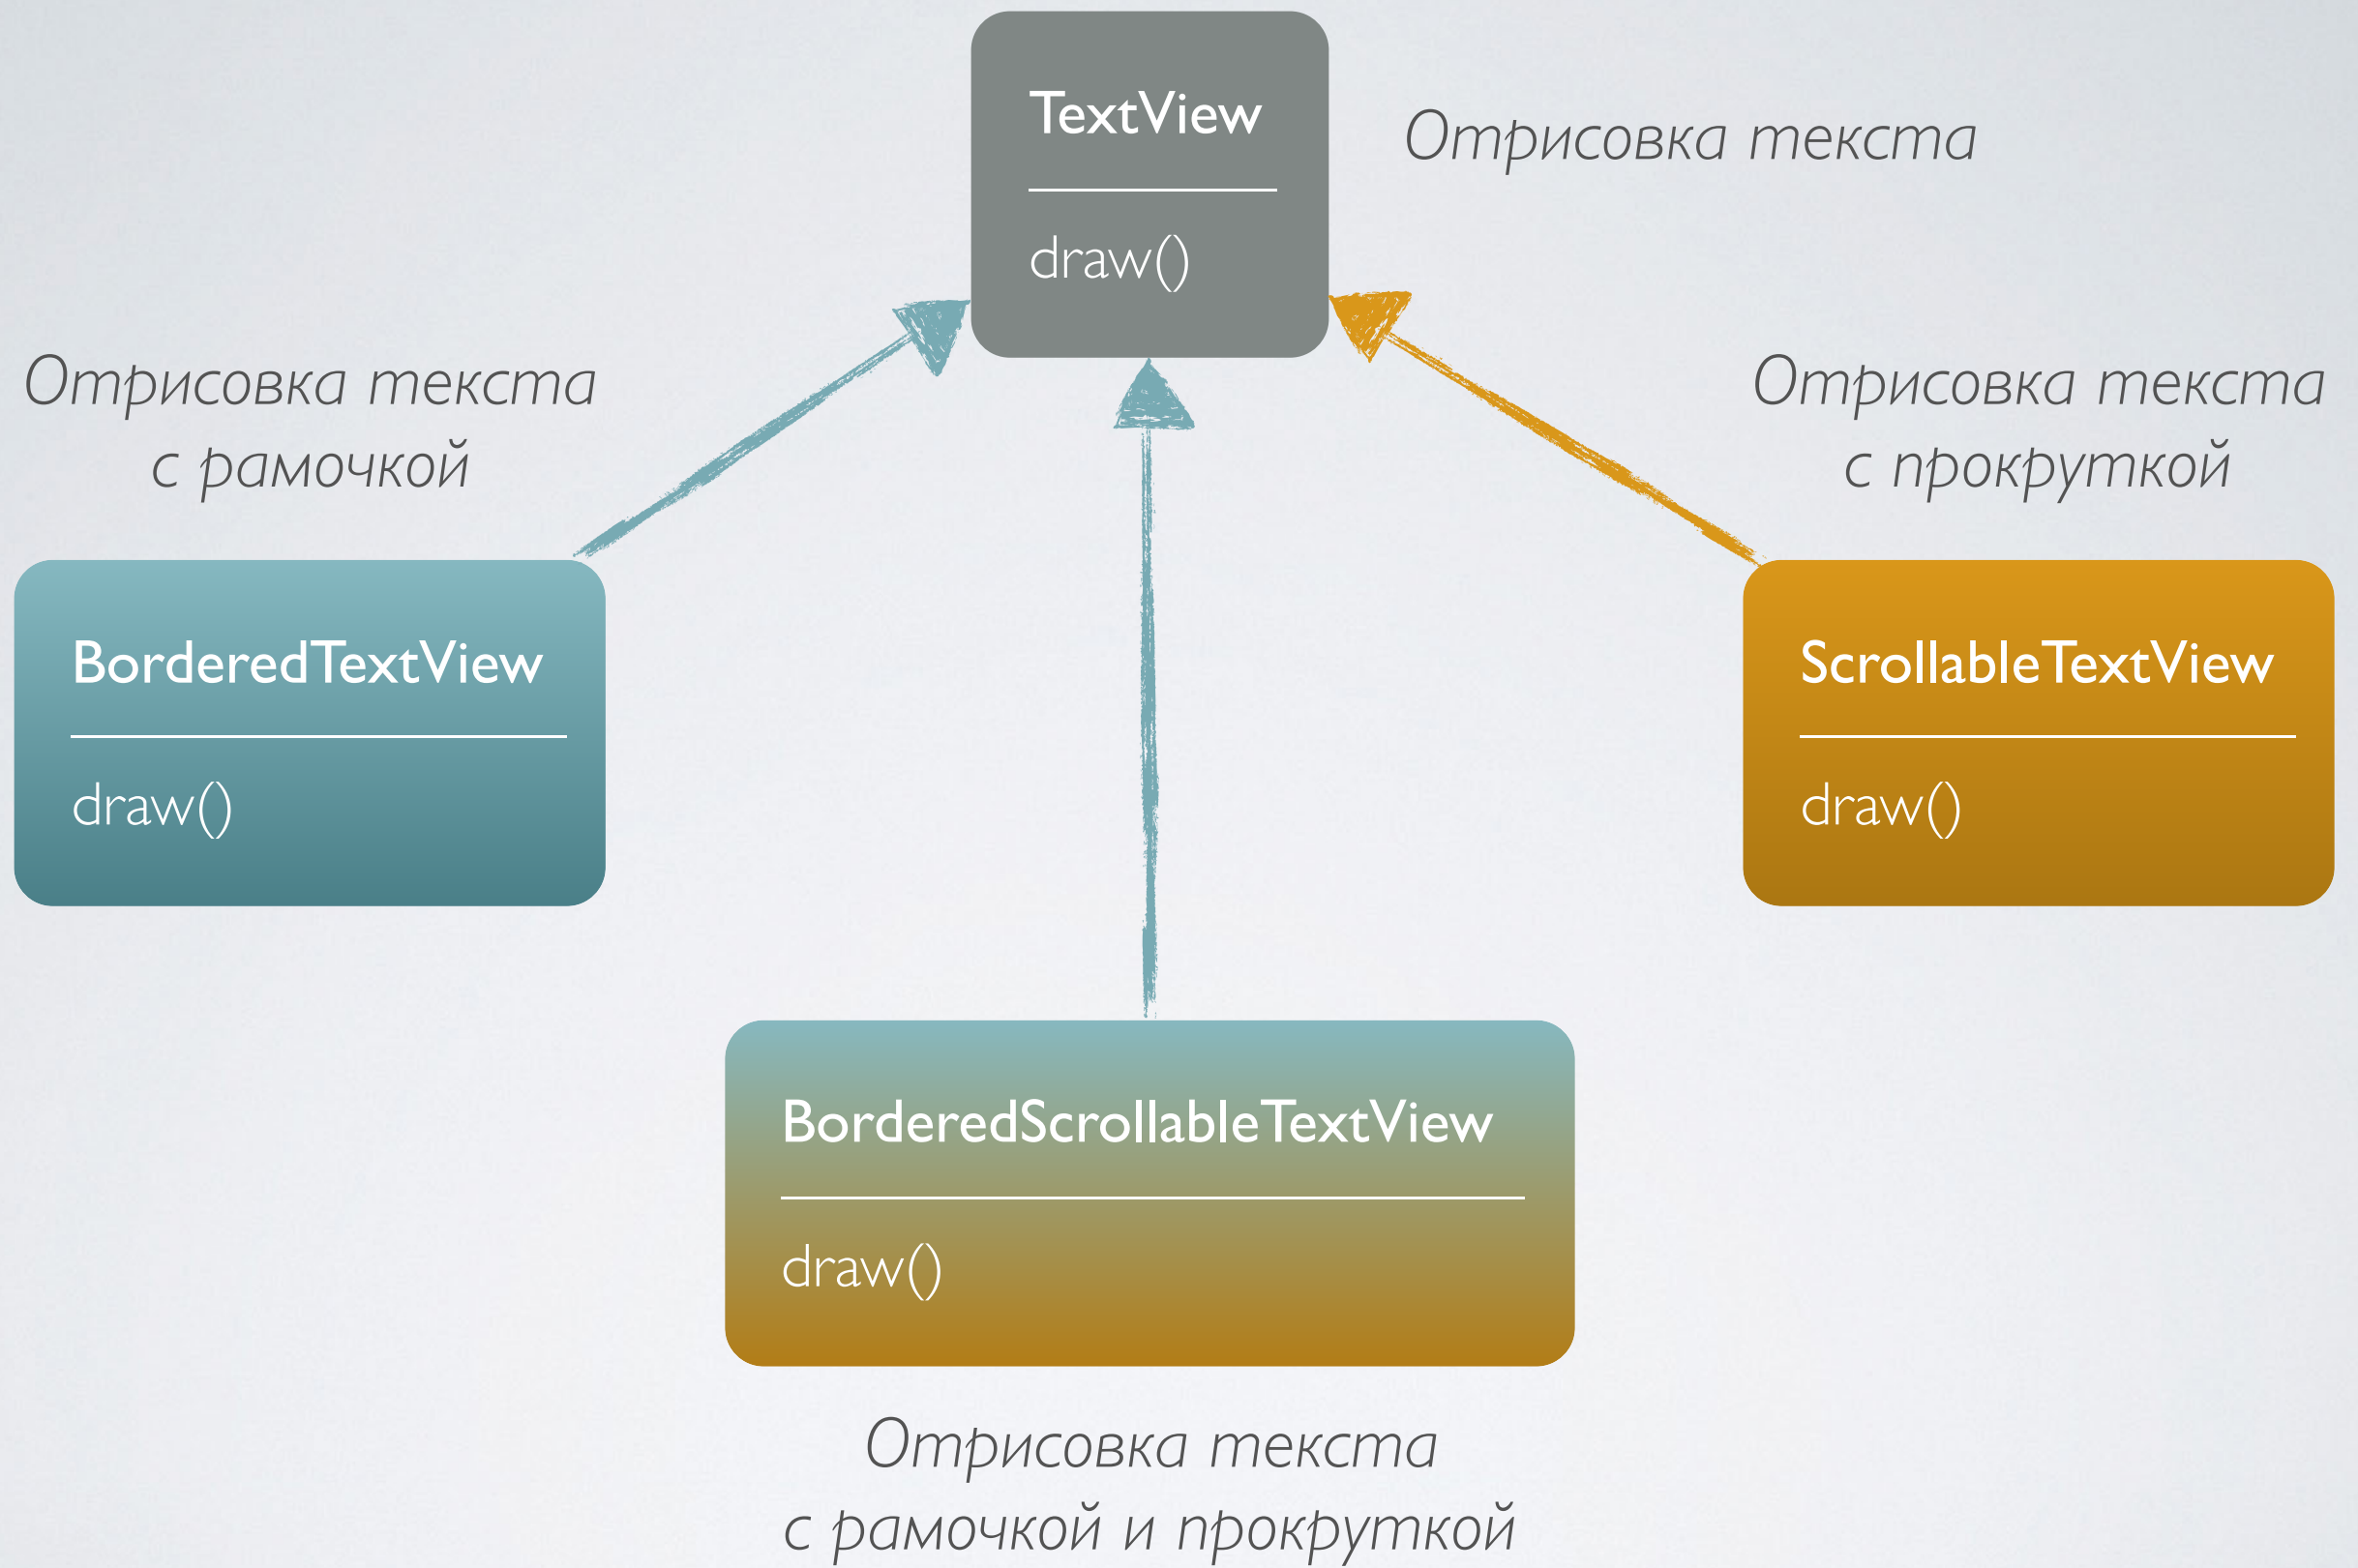 TextView
draw()
Отрисовка текста
Отрисовка текста
с рамочкой
Отрисовка текста
с прокруткой
BorderedTextView
draw()
ScrollableTextView
draw()
BorderedScrollableTextView
draw()
Отрисовка текста
с рамочкой и прокруткой